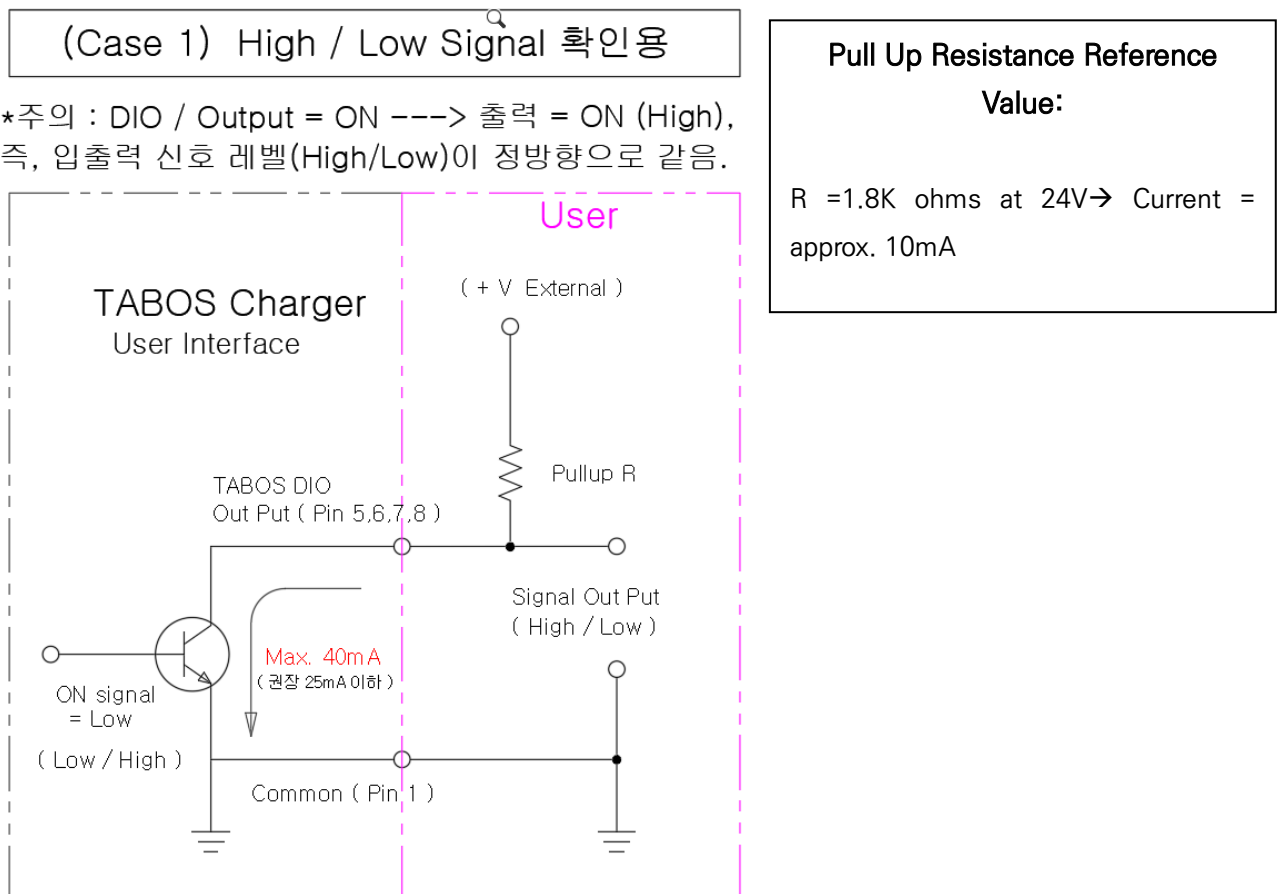 (Case 1) High / Low Signal 확인용
*주의 : DIO / Output = ON ---> 출력 = ON (High),
즉, 입출력 신호 레벨(High/Low)이 정방향으로 같음.
User
( + V External )
TABOS Charger
User Interface
Pullup R
TABOS DIO
Out Put ( Pin 5,6,7,8 )
Signal Out Put
( High / Low )
Max. 40mA
( 권장 25mA 이하 )
ON signal
= Low
( Low / High )
Common ( Pin 1 )
Pull Up Resistance Reference
Value:
R =1.8K ohms at 24V→ Current =
approx. 10mA